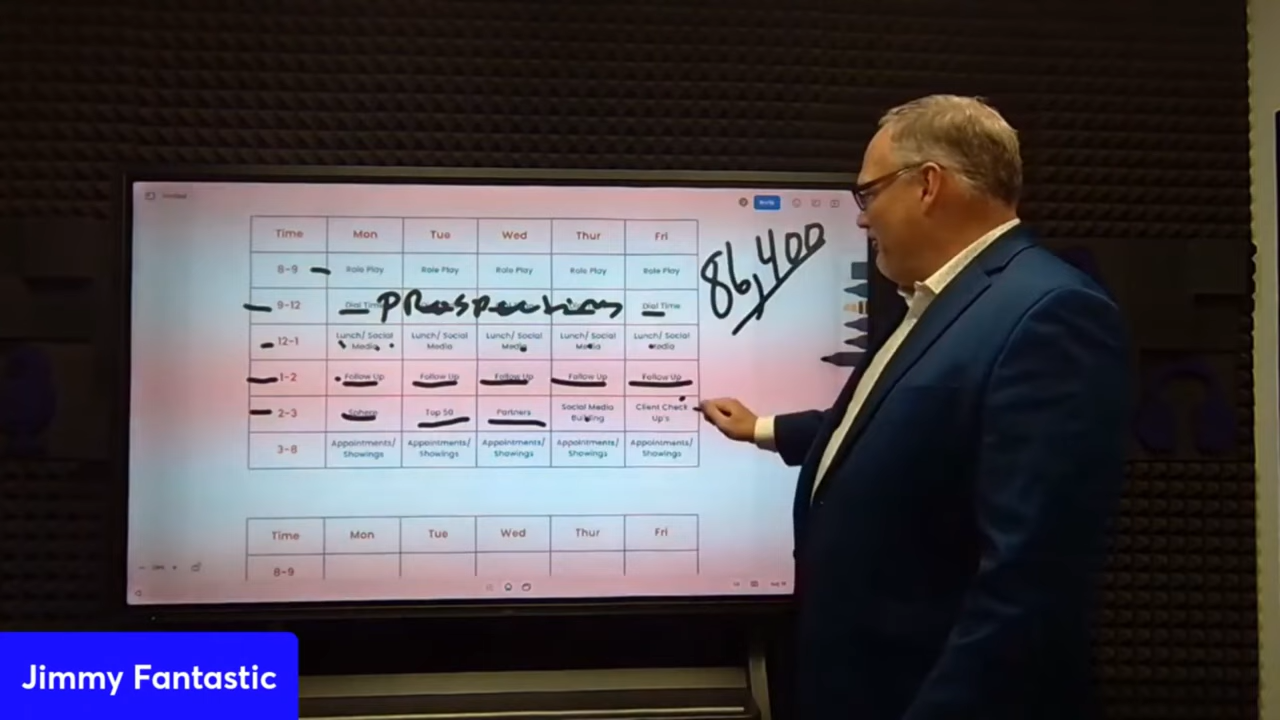 Untitled
Invite
Time Mon Tue Wed Thur Fri
8-9 Role Play Role Play Role Play Role Play Role Play
86,400
9-12 Dial Time Dial Time
PRospecting
12-1 Lunch/ Social Media Lunch/ Social Media Lunch/ Social Media Lunch/ Social Media Lunch/ Social Media
1-2 Follow Up Follow Up Follow Up Follow Up Follow Up
2-3 Sphere Top 50 Partners Social Media Building Client Check Up's
3-8 Appointments/ Showings Appointments/ Showings Appointments/ Showings Appointments/ Showings Appointments/ Showings
Time Mon Tue Wed Thur Fri
8-9
Jimmy Fantastic